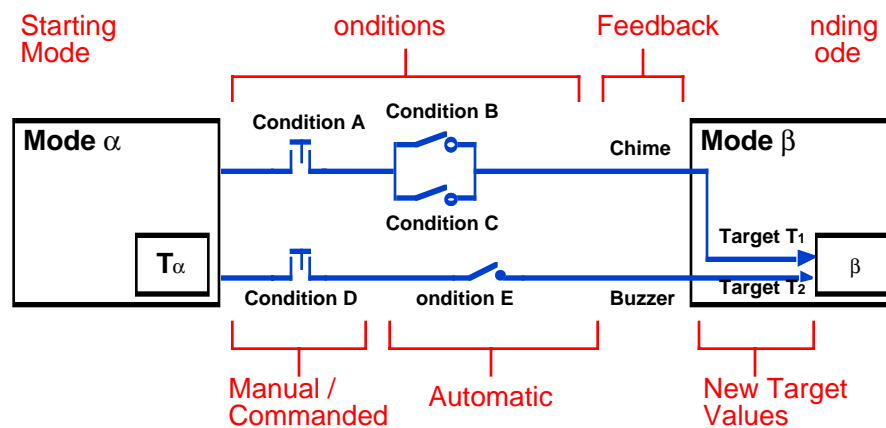 Starting
Mode
onditions
Feedback
nding
ode
Mode α
Condition A
Condition B
Chime
Mode β
Condition C
Target T1
Tα
β
Condition D
ondition E
Buzzer
Target T2
Manual /
Commanded
Automatic
New Target
Values